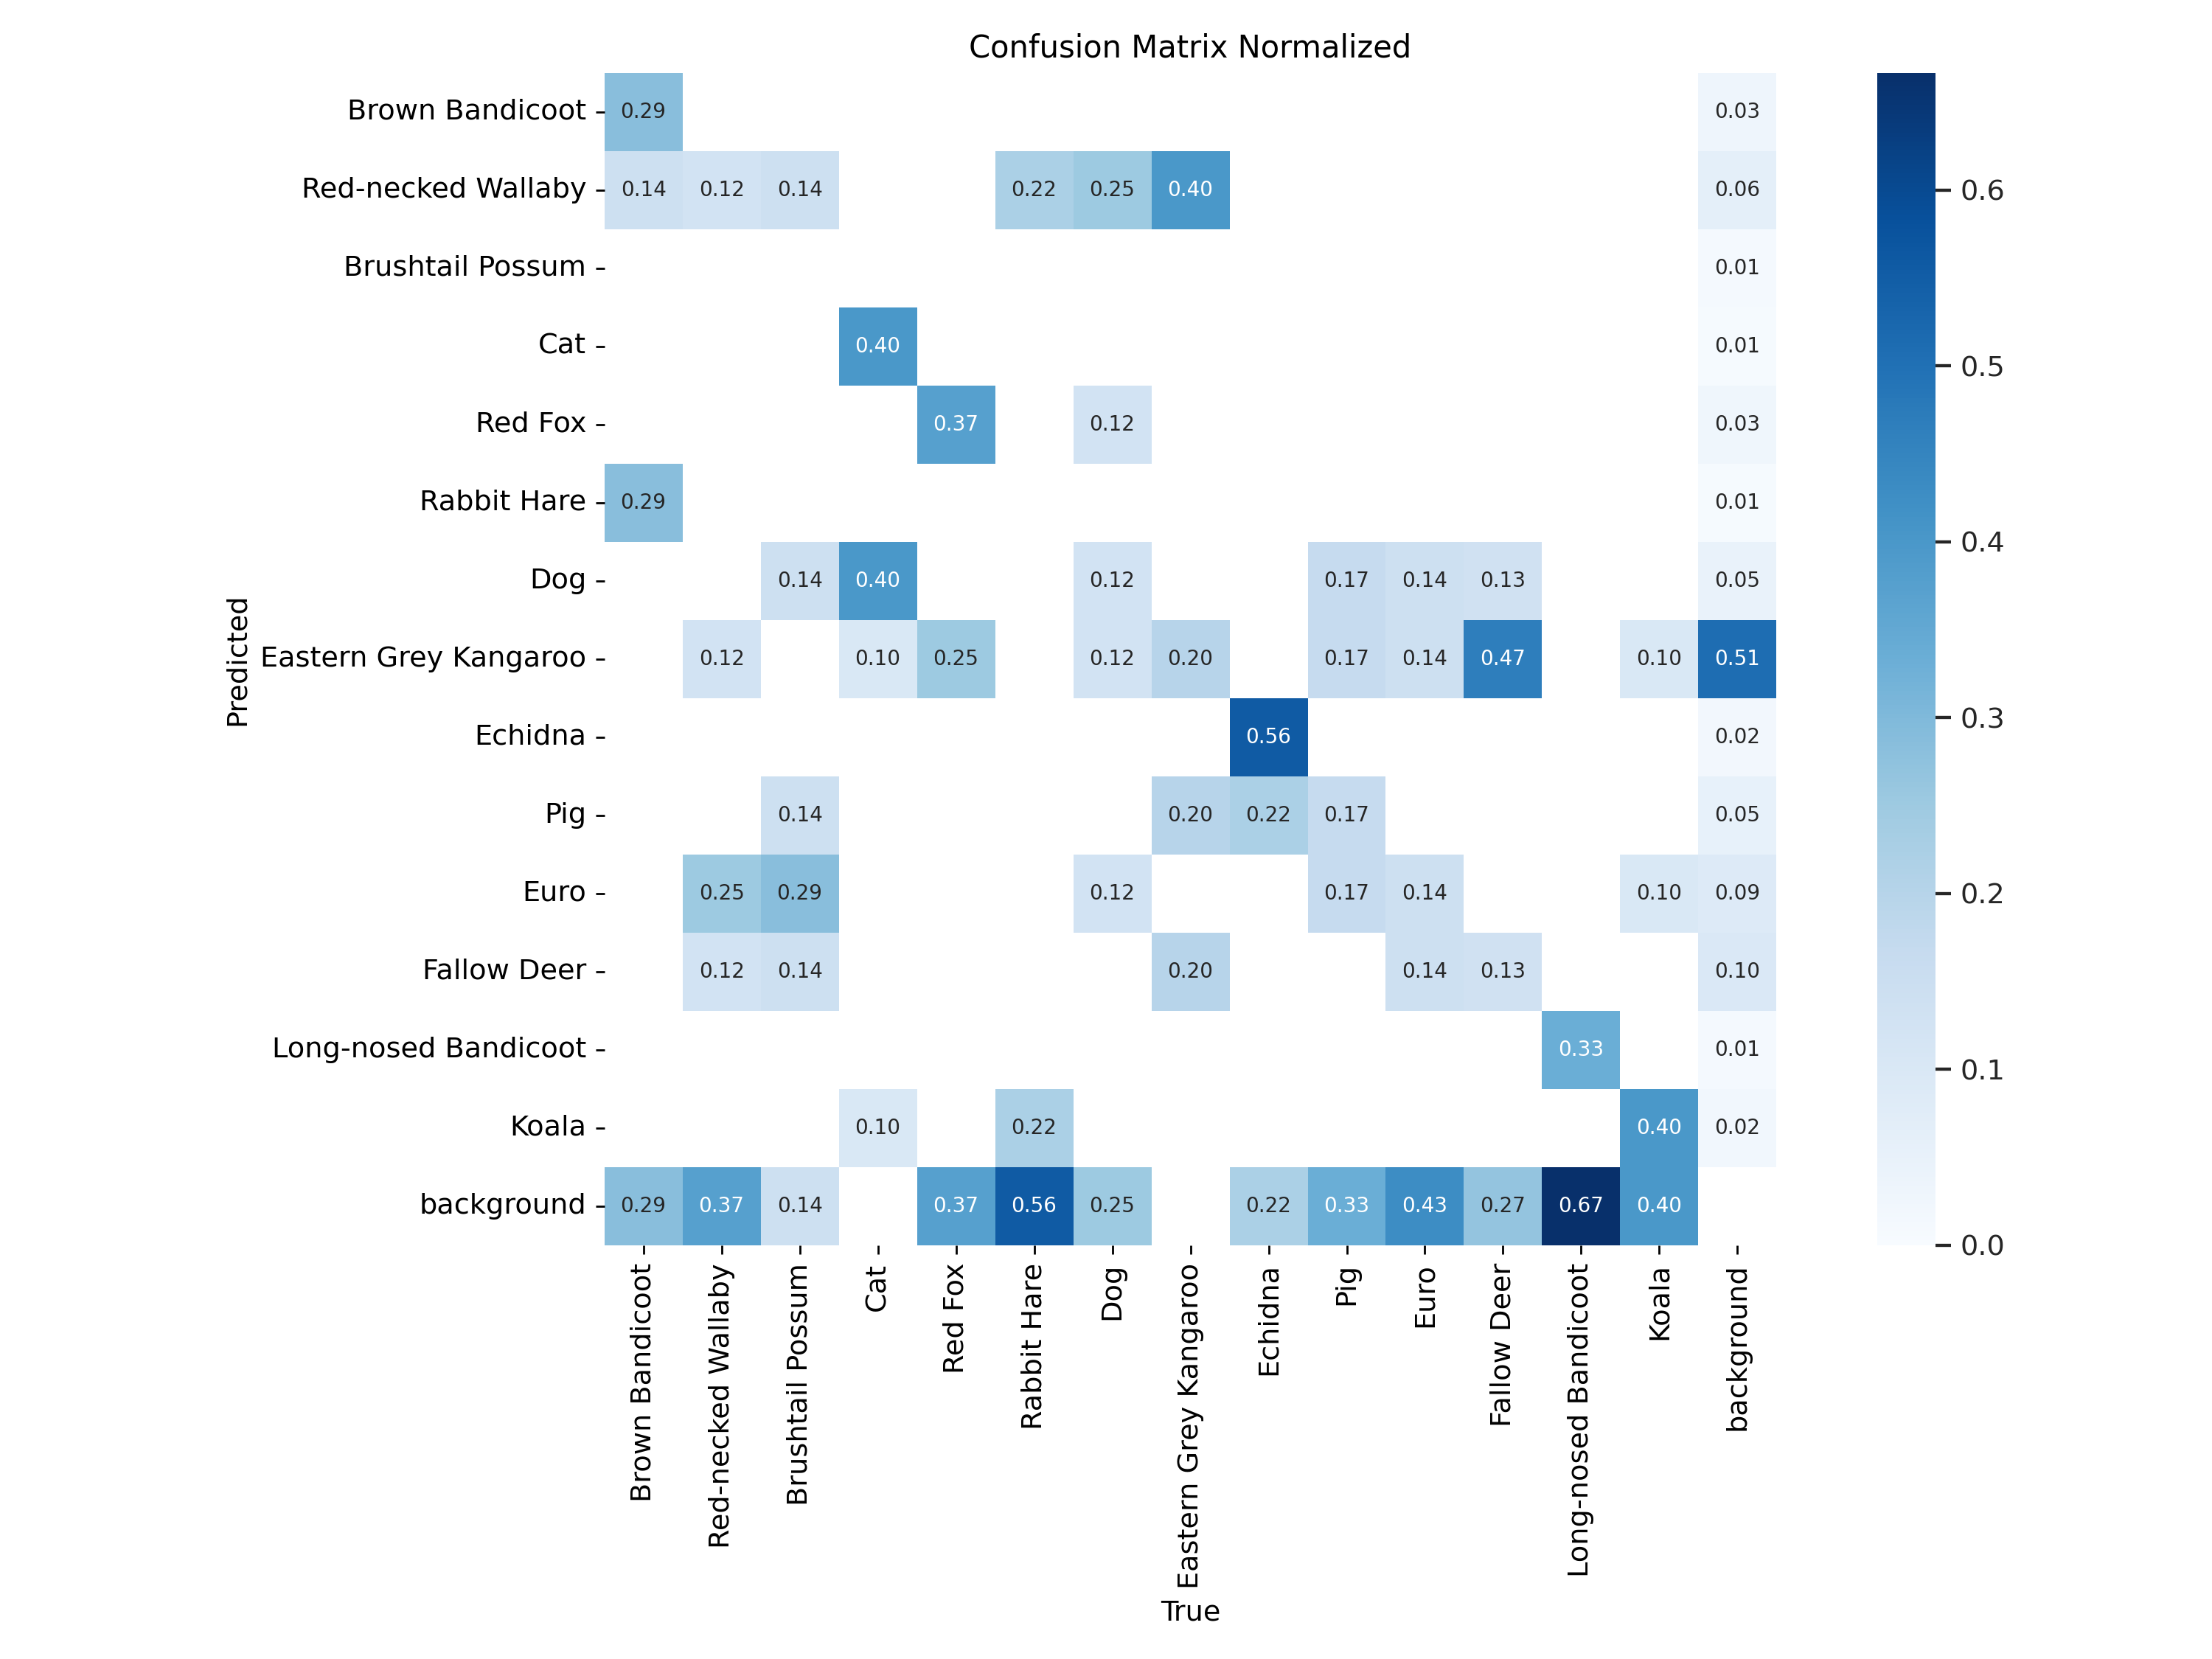 Confusion Matrix Normalized
Brown Bandicoot 0.29 0.03
Red-necked Wallaby 0.14 0.12 0.14 0.22 0.25 0.40 0.06 0.6
Brushtail Possum 0.01
Cat 0.40 0.01 0.5
Red Fox 0.37 0.12 0.03
Rabbit Hare 0.29 0.01
Dog 0.14 0.40 0.12 0.17 0.14 0.13 0.05 0.4
Eastern Grey Kangaroo 0.12 0.10 0.25 0.12 0.20 0.17 0.14 0.47 0.10 0.51
Predicted
Echidna 0.56 0.02 0.3
Pig 0.14 0.20 0.22 0.17 0.05
Euro 0.25 0.29 0.12 0.17 0.14 0.10 0.09 0.2
Fallow Deer 0.12 0.14 0.20 0.14 0.13 0.10
Long-nosed Bandicoot 0.33 0.01 0.1
Koala 0.10 0.22 0.40 0.02
background 0.29 0.37 0.14 0.37 0.56 0.25 0.22 0.33 0.43 0.27 0.67 0.40
0.0
Brown Bandicoot
Red-necked Wallaby
Brushtail Possum
Cat
Red Fox
Rabbit Hare
Dog
Eastern Grey Kangaroo
Echidna
Pig
Euro
Fallow Deer
Long-nosed Bandicoot
Koala
background
True